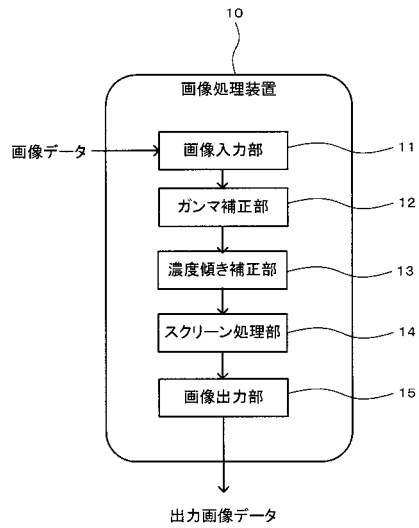 10
画像処理装置
画像データ
画像入力部
11
ガンマ補正部
12
濃度傾き補正部
13
スクリーン処理部
14
画像出力部
15
出力画像データ